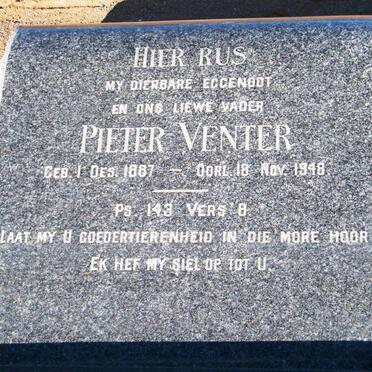 HIER RUS
MY DIERBARE EGGENOOT
EN ONS LIEWE VADER
PIETER VENTER
GEB. 1 DES. 1887 — OORL. 18 NOV. 1948
PS. 143 VERS 8.
LAAT MY U GOEDERTIERENHEID IN DIE MORE HOOR
EK HEF MY SIEL OP TOT U.